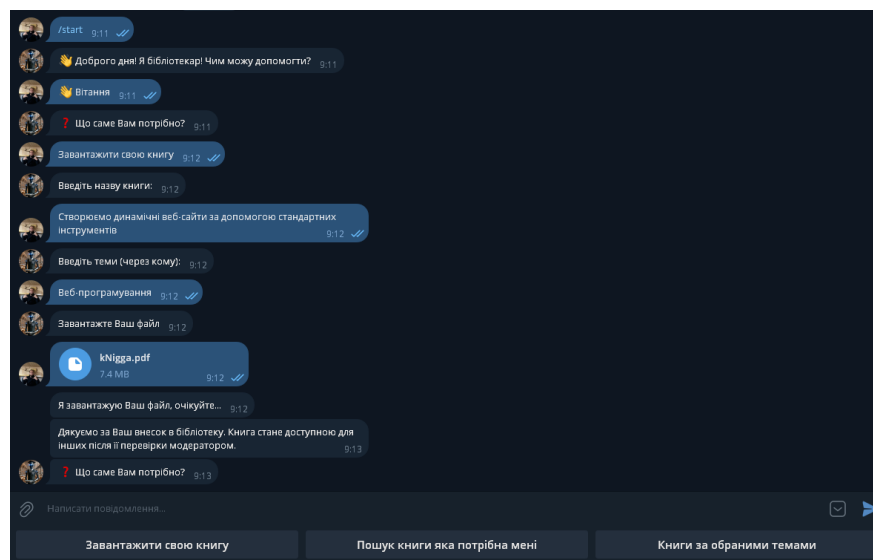 /start 9:11
👋 Доброго дня! Я бібліотекар! Чим можу допомогти? 9:11
👋 Вітання 9:11
❓ Що саме Вам потрібно? 9:11
Завантажити свою книгу 9:12
Введіть назву книги: 9:12
Створюємо динамічні веб-сайти за допомогою стандартних
інструментів 9:12
Введіть теми (через кому): 9:12
Веб-програмування 9:12
Завантажте Ваш файл 9:12
kNigga.pdf
7.4 MB 9:12
Я завантажую Ваш файл, очікуйте... 9:12
Дякуємо за Ваш внесок в бібліотеку. Книга стане доступною для
інших після її перевірки модератором. 9:13
❓ Що саме Вам потрібно? 9:13
Написати повідомлення...
Завантажити свою книгу Пошук книги яка потрібна мені Книги за обраними темами